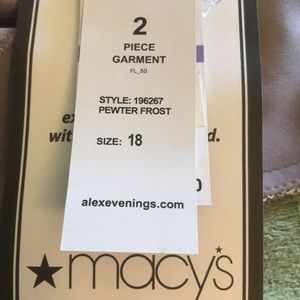 2
PIECE
GARMENT
FL_50
STYLE: 196267
PEWTER FROST
SIZE: 18
alexevenings.com
★macy's